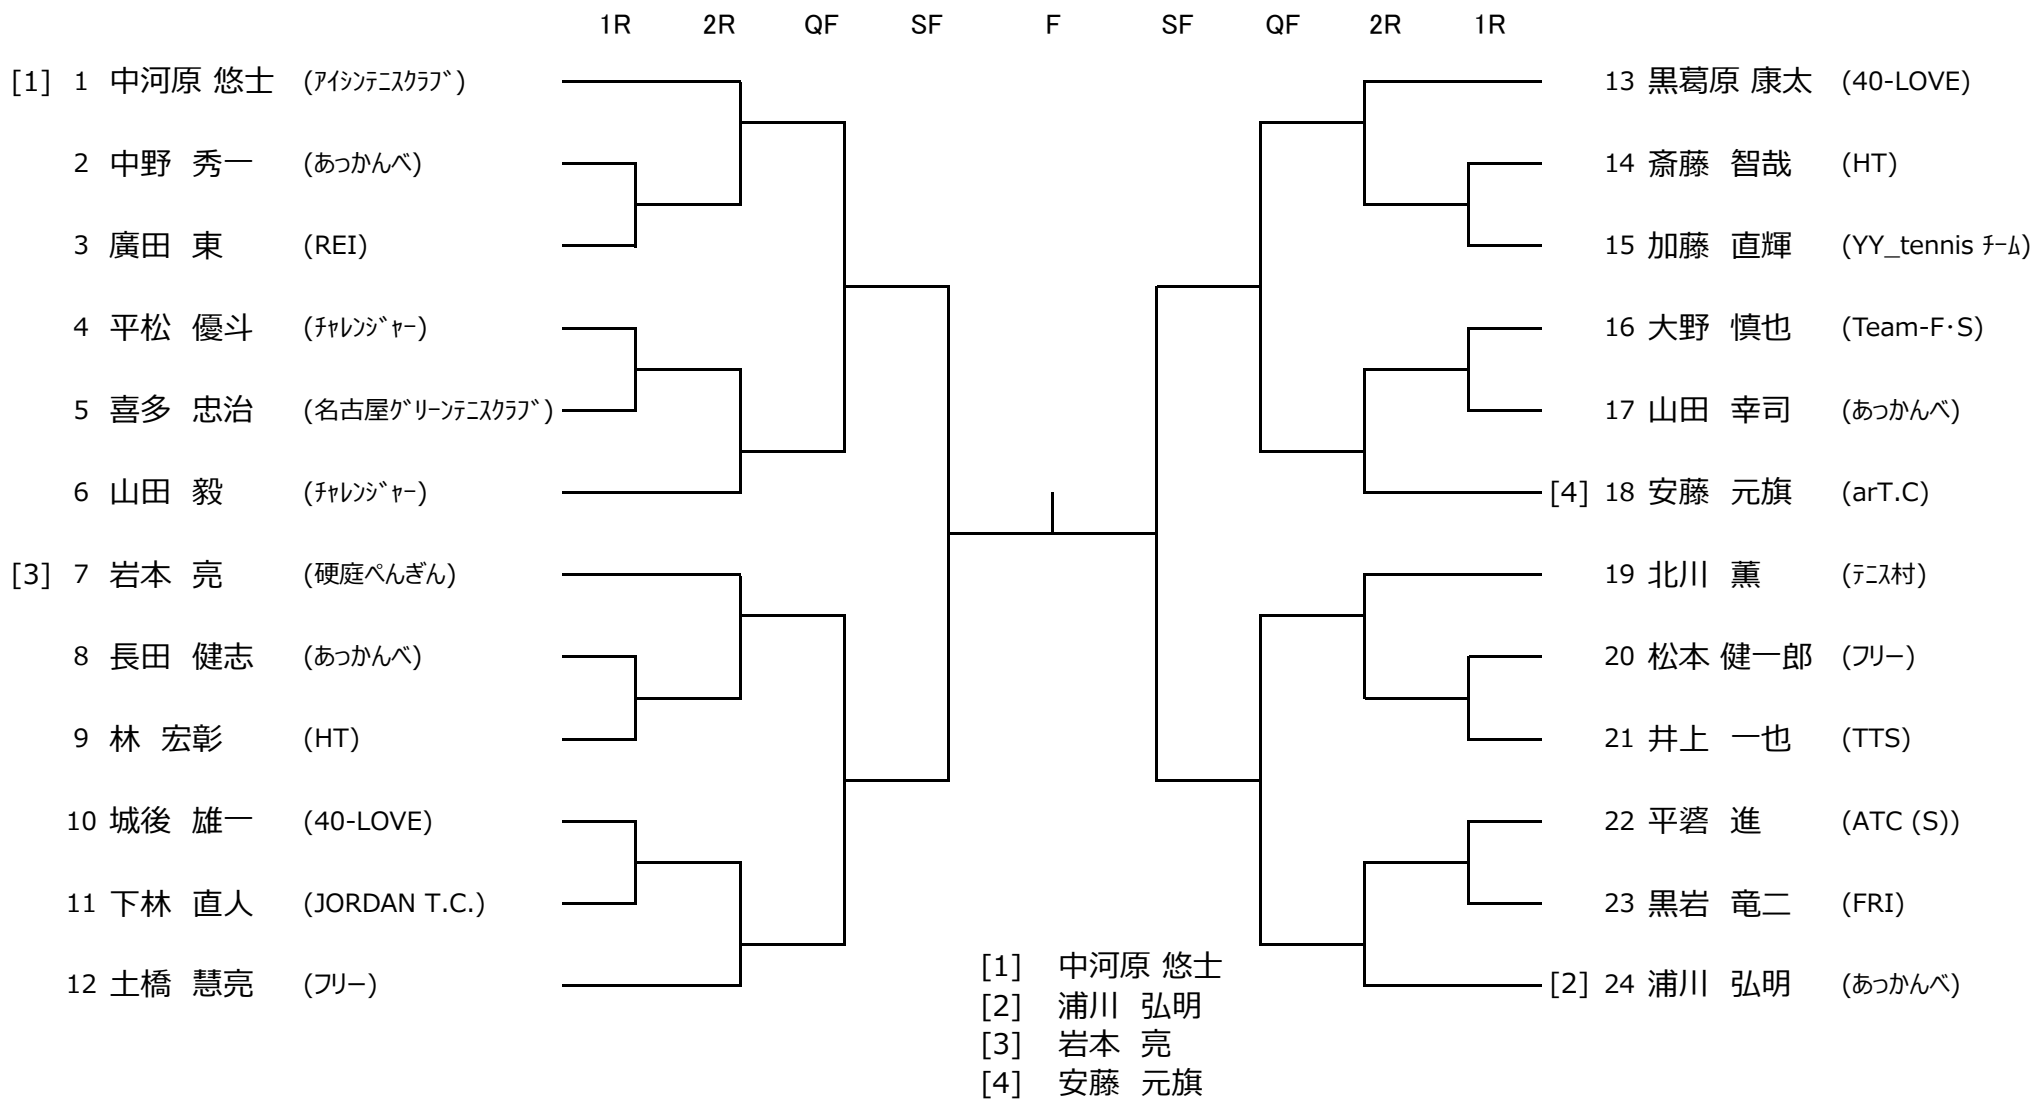 1R 2R QF SF F SF QF 2R 1R
[1] 1 中河原 悠士 (ｱｲｼﾝﾃﾆｽｸﾗﾌﾞ)
2 中野 秀一 (あっかんべ)
3 廣田 東 (REI)
4 平松 優斗 (ﾁｬﾚﾝｼﾞｬｰ)
5 喜多 忠治 (名古屋ｸﾞﾘｰﾝﾃﾆｽｸﾗﾌﾞ)
6 山田 毅 (ﾁｬﾚﾝｼﾞｬｰ)
[3] 7 岩本 亮 (硬庭ぺんぎん)
8 長田 健志 (あっかんべ)
9 林 宏彰 (HT)
10 城後 雄一 (40-LOVE)
11 下林 直人 (JORDAN T.C.)
12 土橋 慧亮 (フリー)
13 黒葛原 康太 (40-LOVE)
14 斎藤 智哉 (HT)
15 加藤 直輝 (YY_tennis ﾁｰﾑ)
16 大野 慎也 (Team-F･S)
17 山田 幸司 (あっかんべ)
[4] 18 安藤 元旗 (arT.C)
19 北川 薫 (ﾃﾆｽ村)
20 松本 健一郎 (フリー)
21 井上 一也 (TTS)
22 平簺 進 (ATC (S))
23 黒岩 竜二 (FRI)
[2] 24 浦川 弘明 (あっかんべ)
[1] 中河原 悠士
[2] 浦川 弘明
[3] 岩本 亮
[4] 安藤 元旗